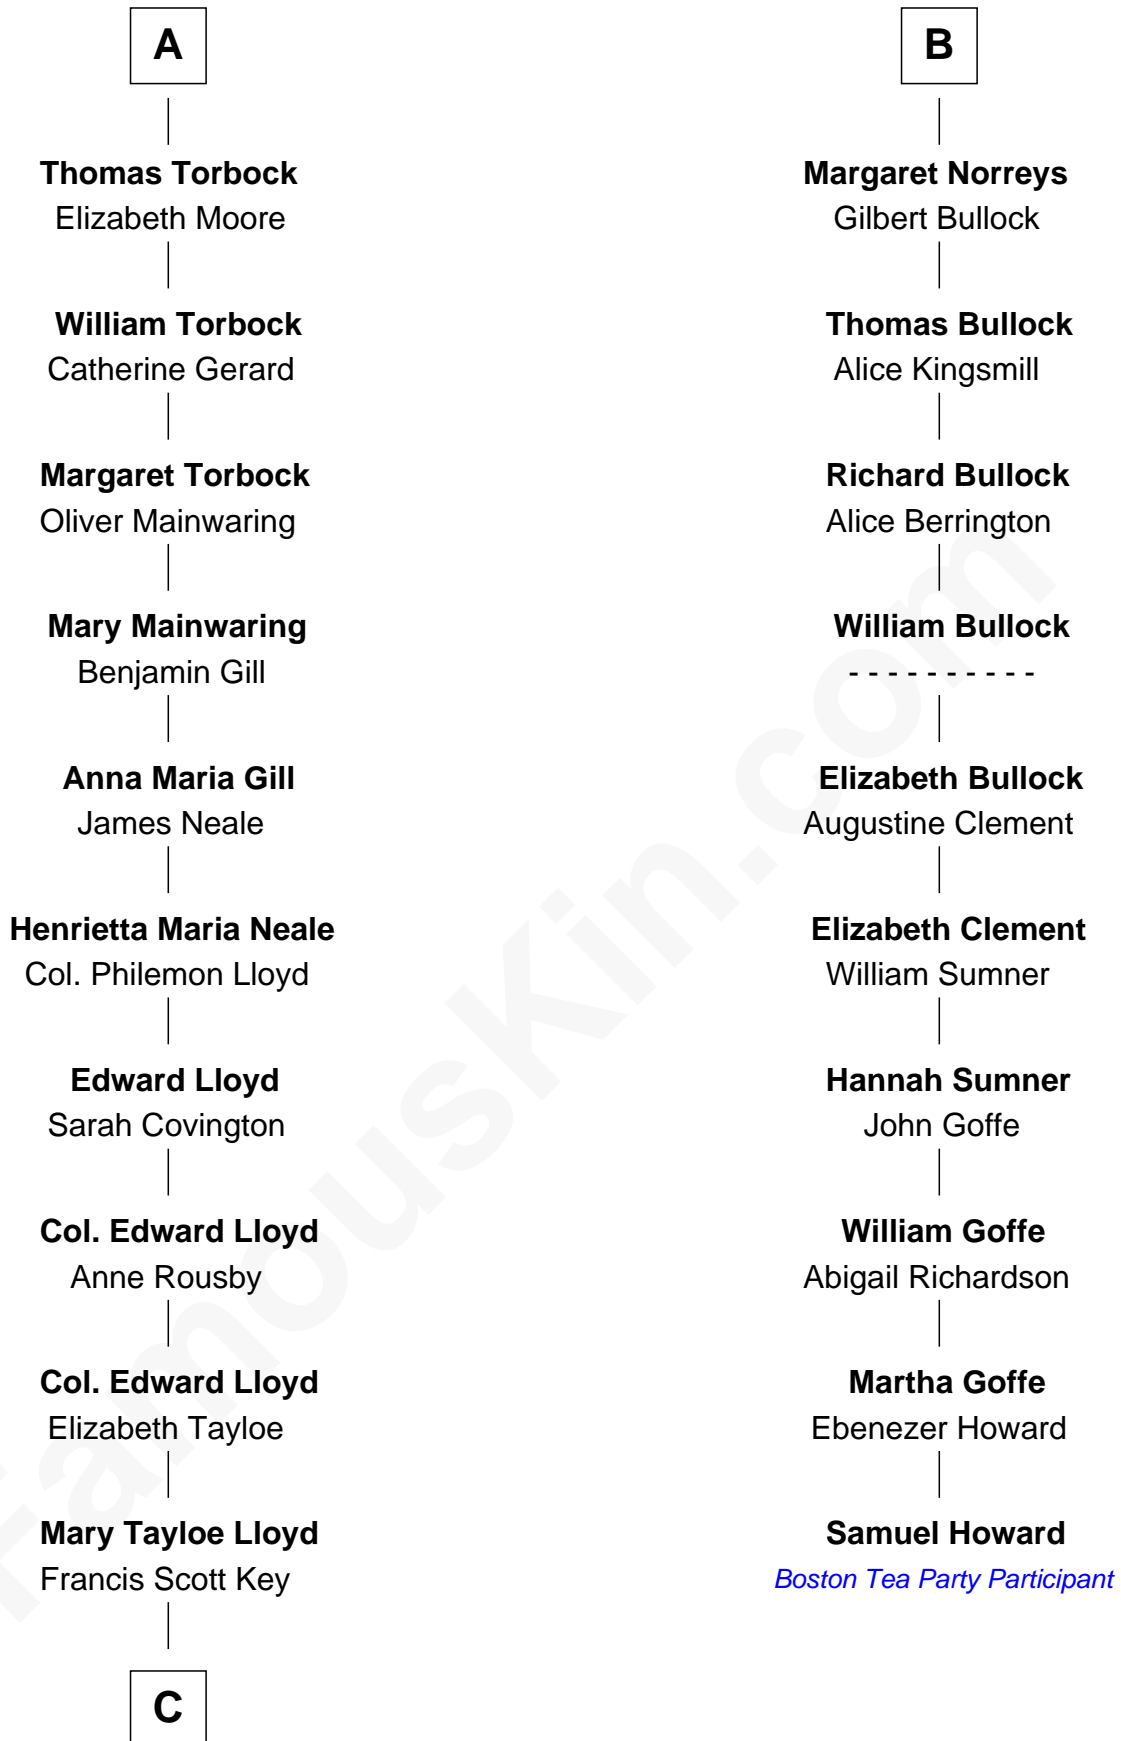 A
Thomas Torbock
Elizabeth Moore
William Torbock
Catherine Gerard
Margaret Torbock
Oliver Mainwaring
Mary Mainwaring
Benjamin Gill
Anna Maria Gill
James Neale
Henrietta Maria Neale
Col. Philemon Lloyd
Edward Lloyd
Sarah Covington
Col. Edward Lloyd
Anne Rousby
Col. Edward Lloyd
Elizabeth Tayloe
Mary Tayloe Lloyd
Francis Scott Key
C
B
Margaret Norreys
Gilbert Bullock
Thomas Bullock
Alice Kingsmill
Richard Bullock
Alice Berrington
William Bullock
- - - - - - - - - -
Elizabeth Bullock
Augustine Clement
Elizabeth Clement
William Sumner
Hannah Sumner
John Goffe
William Goffe
Abigail Richardson
Martha Goffe
Ebenezer Howard
Samuel Howard
Boston Tea Party Participant
FamousKin.com